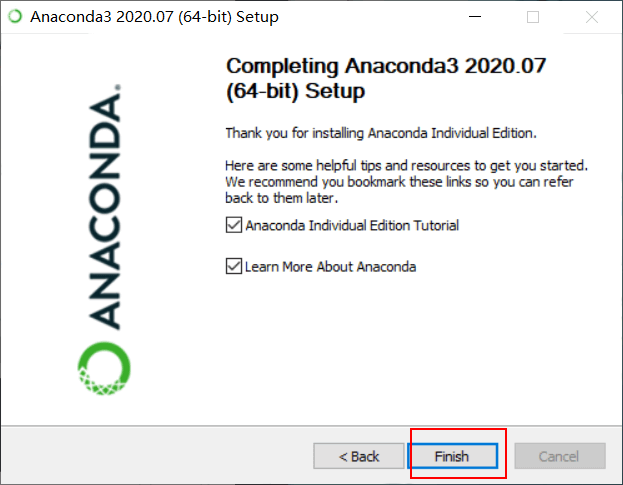 Anaconda3 2020.07 (64-bit) Setup
Completing Anaconda3 2020.07
(64-bit) Setup
Thank you for installing Anaconda Individual Edition.
Here are some helpful tips and resources to get you started.
We recommend you bookmark these links so you can refer
back to them later.
Anaconda Individual Edition Tutorial
Learn More About Anaconda
ANACONDA.
< Back
Finish
Cancel